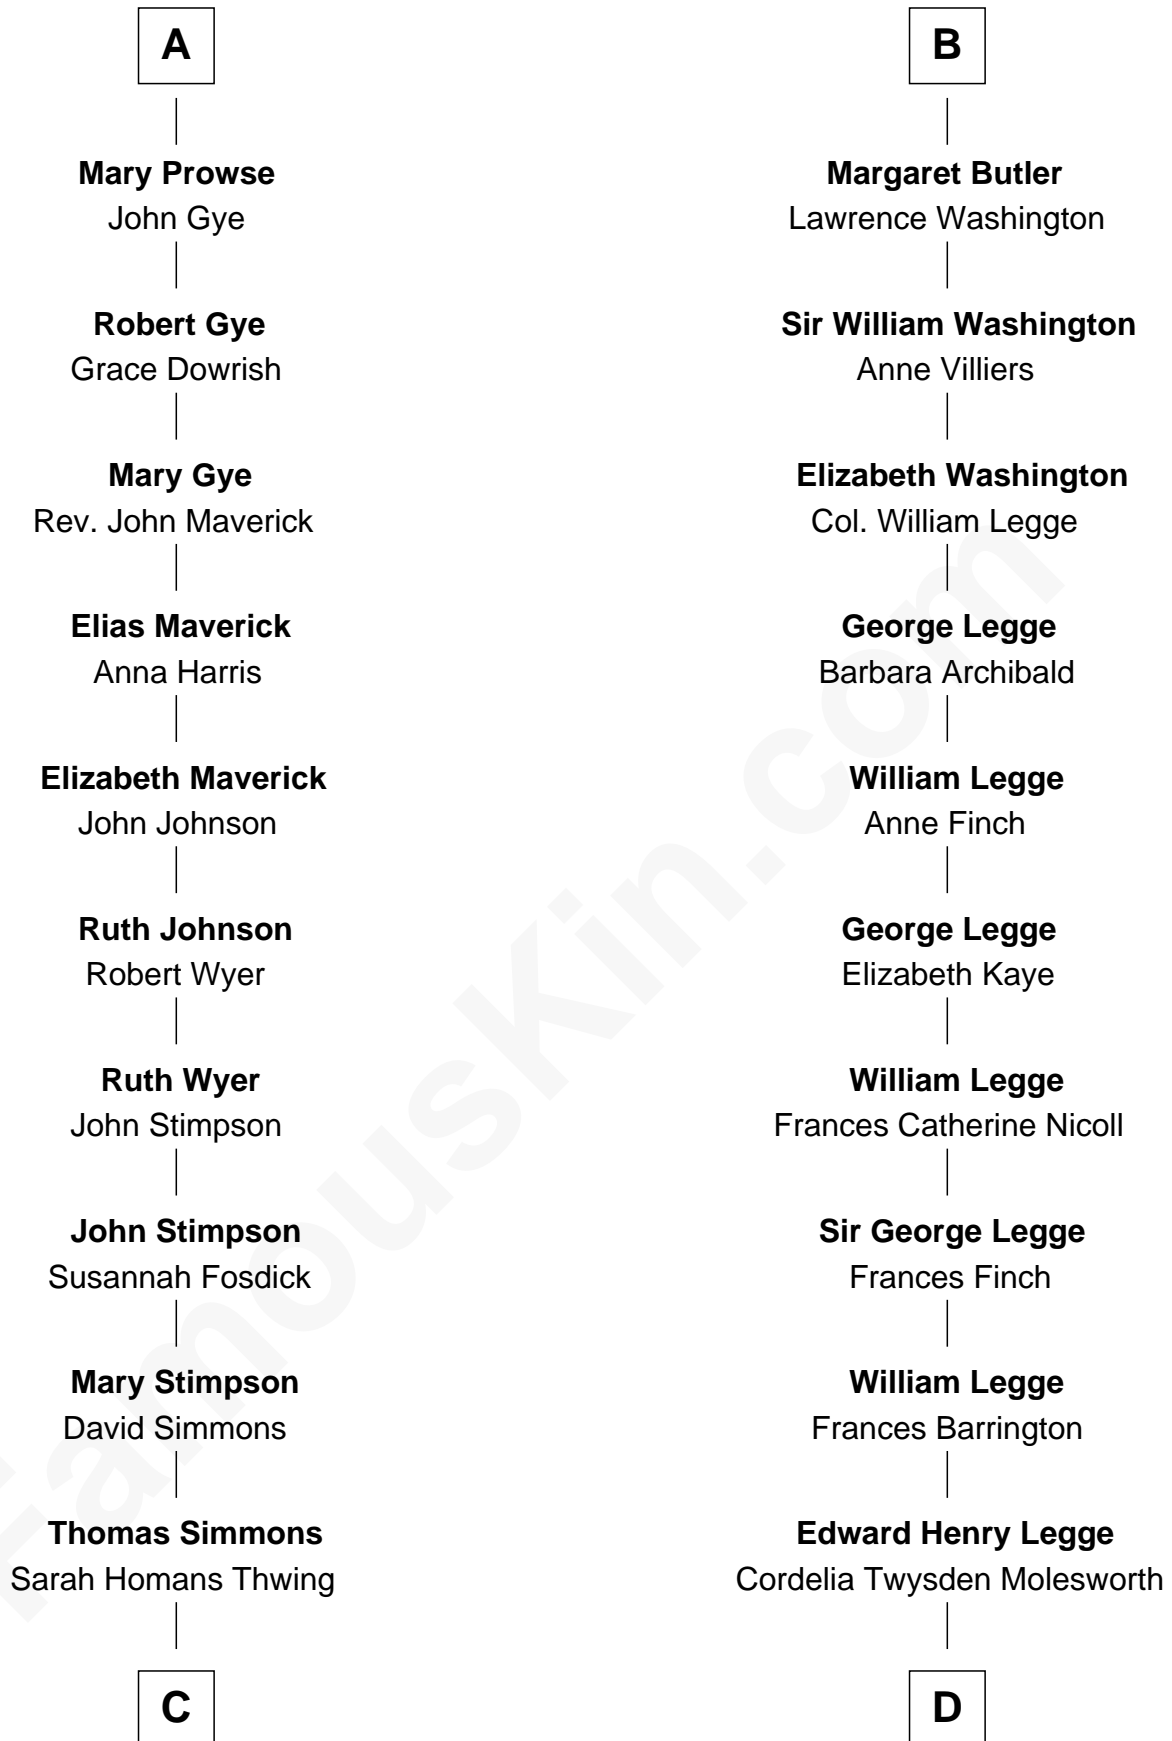 A
Mary Prowse
John Gye
Robert Gye
Grace Dowrish
Mary Gye
Rev. John Maverick
Elias Maverick
Anna Harris
Elizabeth Maverick
John Johnson
Ruth Johnson
Robert Wyer
Ruth Wyer
John Stimpson
John Stimpson
Susannah Fosdick
Mary Stimpson
David Simmons
Thomas Simmons
Sarah Homans Thwing
C
B
Margaret Butler
Lawrence Washington
Sir William Washington
Anne Villiers
Elizabeth Washington
Col. William Legge
George Legge
Barbara Archibald
William Legge
Anne Finch
George Legge
Elizabeth Kaye
William Legge
Frances Catherine Nicoll
Sir George Legge
Frances Finch
William Legge
Frances Barrington
Edward Henry Legge
Cordelia Twysden Molesworth
D
FamousKin.com